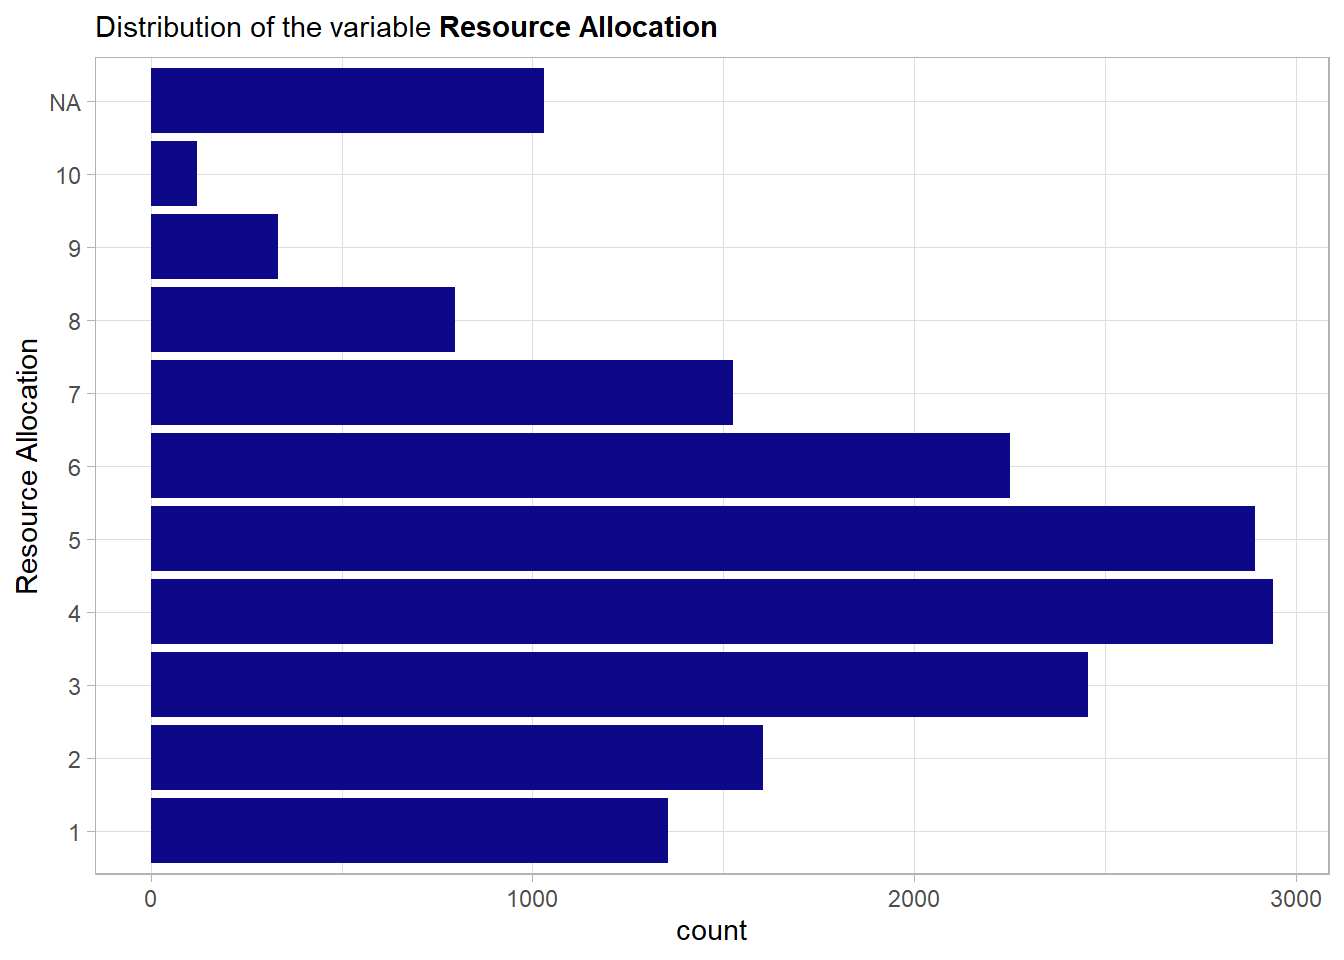 Distribution of the variable Resource Allocation
Resource Allocation
NA
10
9
8
7
6
5
4
3
2
1
0 1000 2000 3000
count